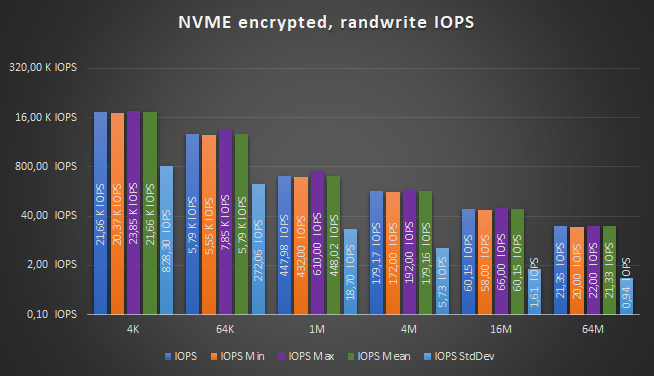 NVME encrypted, randwrite IOPS
320,00 K IOPS
16,00 K IOPS
800,00 IOPS
40,00 IOPS
2,00 IOPS
0,10 IOPS
21,66 K IOPS
20,37 K IOPS
23,85 K IOPS
21,66 K IOPS
828,30 IOPS
5,79 K IOPS
5,55 K IOPS
7,85 K IOPS
5,79 K IOPS
272,06 IOPS
447,98 IOPS
432,00 IOPS
610,00 IOPS
448,02 IOPS
18,70 IOPS
179,17 IOPS
172,00 IOPS
192,00 IOPS
179,16 IOPS
5,73 IOPS
60,15 IOPS
58,00 IOPS
66,00 IOPS
60,15 IOPS
1,61 IOPS
21,35 IOPS
20,00 IOPS
22,00 IOPS
21,33 IOPS
0,94 IOPS
4K
64K
1M
4M
16M
64M
IOPS
IOPS Min
IOPS Max
IOPS Mean
IOPS StdDev